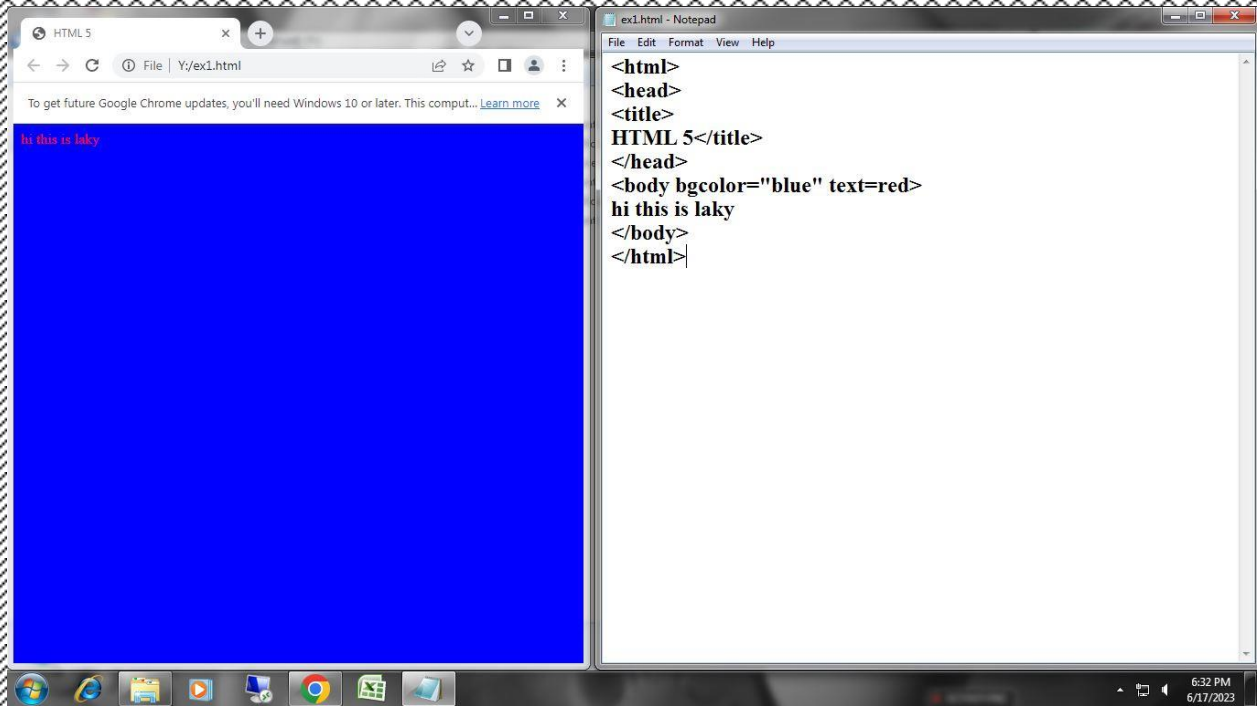 HTML 5
File | Y:/ex1.html
To get future Google Chrome updates, you'll need Windows 10 or later. This comput... Learn more
hi this is laky
ex1.html - Notepad
File Edit Format View Help
<html>
<head>
<title>
HTML 5</title>
</head>
<body bgcolor="blue" text=red>
hi this is laky
</body>
</html>
6:32 PM
6/17/2023